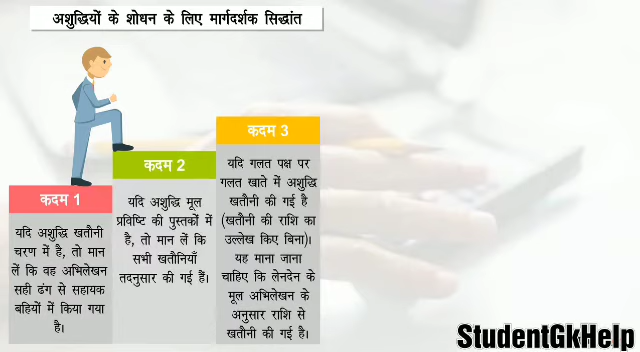 अशुद्धियों के शोधन के लिए मार्गदर्शक सिद्धांत
कदम 1
यदि अशुद्धि खतौनी
चरण में है, तो मान
लें कि वह अभिलेखन
सही ढंग से सहायक
बहियों में किया गया
है।
कदम 2
यदि अशुद्धि मूल
प्रविष्टि की पुस्तकों में
है, तो मान लें कि
सभी खतौनियाँ
तदनुसार की गई हैं।
कदम 3
यदि गलत पक्ष पर
गलत खाते में अशुद्धि
खतौनी की गई है
(खतौनी की राशि का
उल्लेख किए बिना)।
यह माना जाना
चाहिए कि लेनदेन के
मूल अभिलेखन के
अनुसार राशि से
खतौनी की गई है।
StudentGkHelp